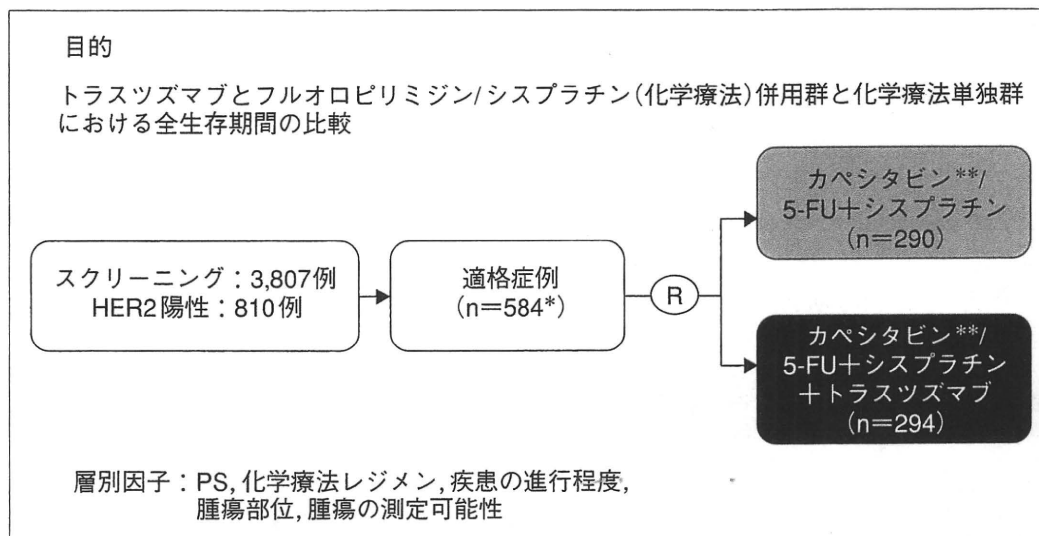 目的
トラスツズマブとフルオロピリミジン/シスプラチン(化学療法)併用群と化学療法単独群
における全生存期間の比較
スクリーニング:3,807例
HER2陽性:810例
適格症例
(n=584*)
R
カペシタビン**/
5-FU+シスプラチン
(n=290)
カペシタビン**/
5-FU+シスプラチン
+トラスツズマブ
(n=294)
層別因子:PS,化学療法レジメン,疾患の進行程度,
腫瘍部位,腫瘍の測定可能性